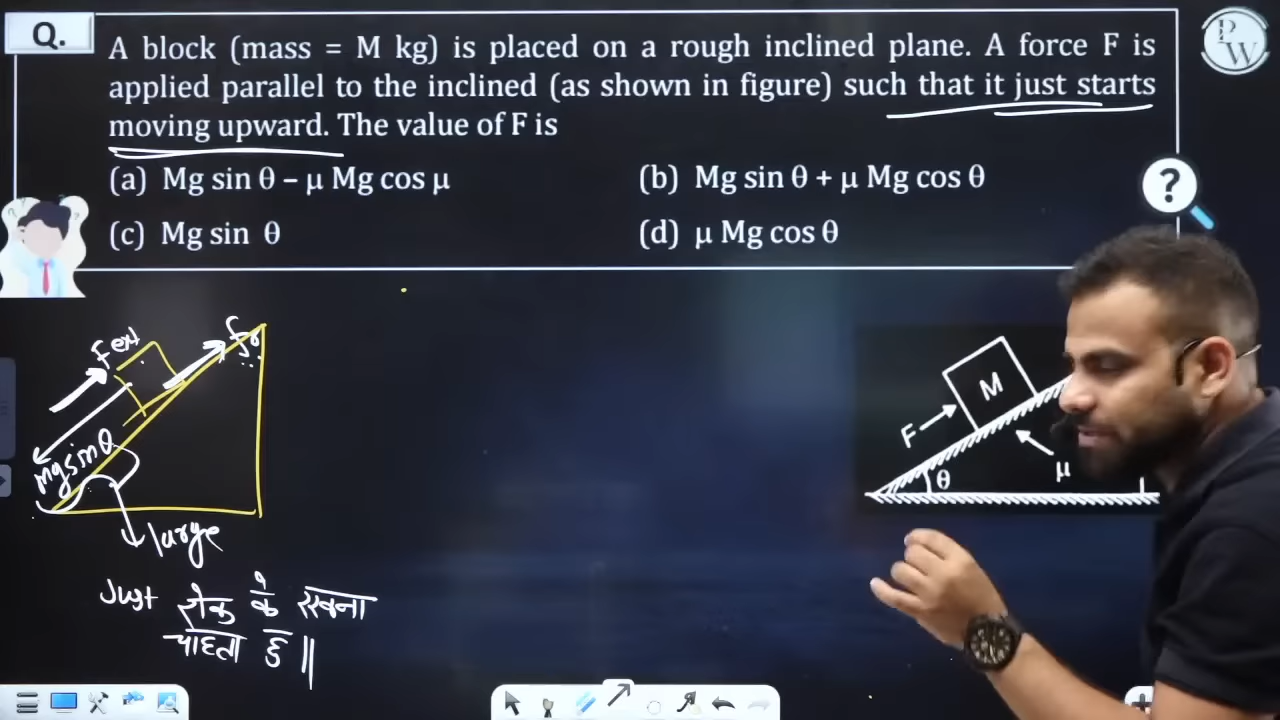 Q.
A block (mass = M kg) is placed on a rough inclined plane. A force F is
applied parallel to the inclined (as shown in figure) such that it just starts
moving upward. The value of F is
(a) Mg sin θ – μ Mg cos μ
(b) Mg sin θ + μ Mg cos θ
(c) Mg sin θ
(d) μ Mg cos θ
PW
?
Fext
fr
mgsinθ
large
Just रोक के रखना
चाहता हु ||
M
F
θ
μ